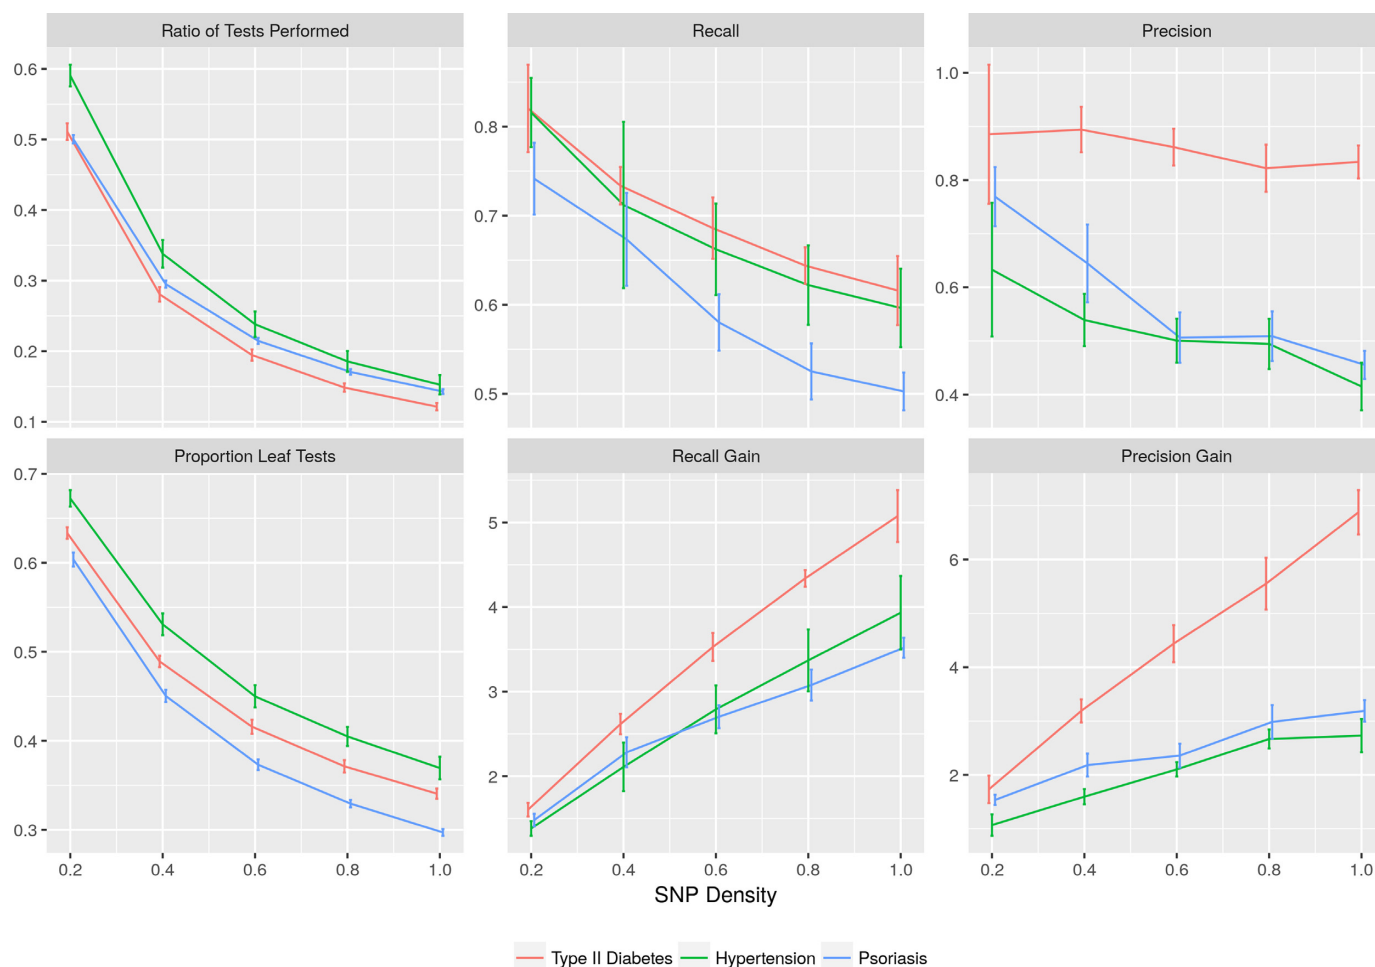 Ratio of Tests Performed
Recall
Precision
0.6
0.5
0.4
0.3
0.2
0.1
0.8
0.7
0.6
0.5
1.0
0.8
0.6
0.4
Proportion Leaf Tests
Recall Gain
Precision Gain
0.7
0.6
0.5
0.4
0.3
5
4
3
2
6
4
2
0.2 0.4 0.6 0.8 1.0
0.2 0.4 0.6 0.8 1.0
0.2 0.4 0.6 0.8 1.0
SNP Density
Type II Diabetes Hypertension Psoriasis